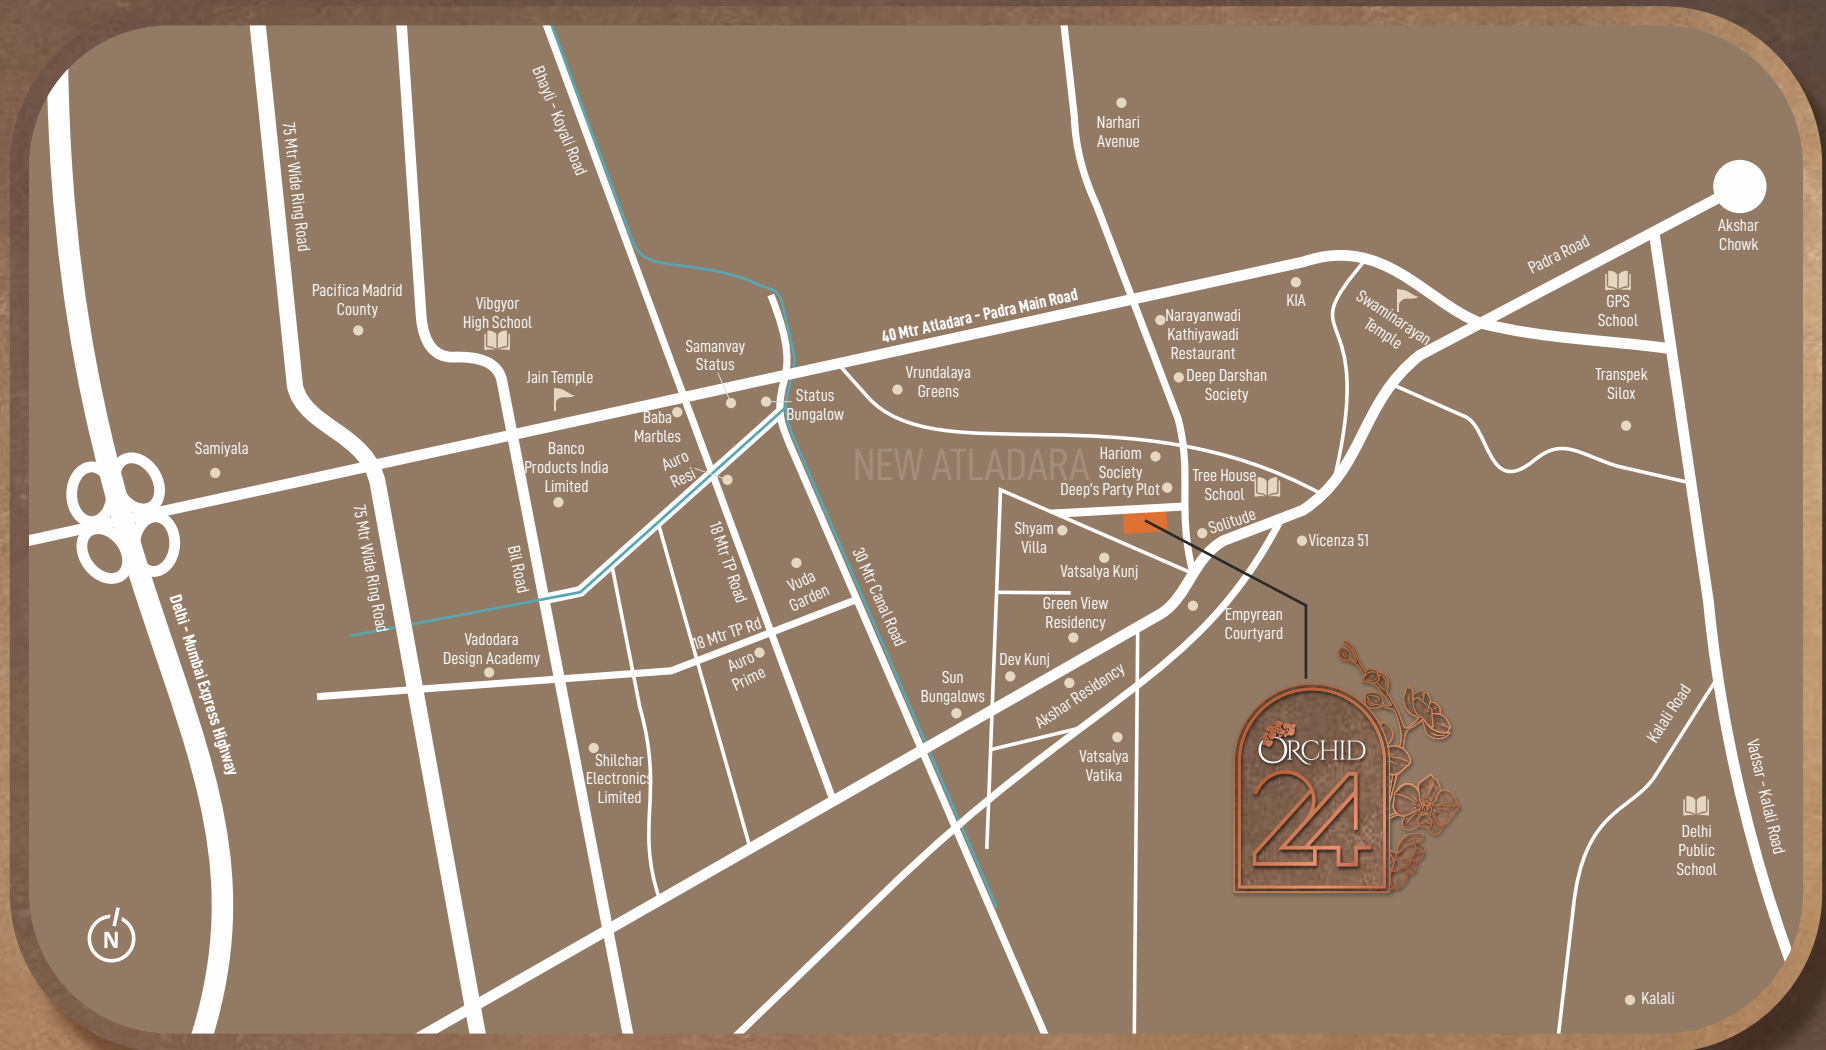 Bhayli - Koyali Road
75 Mtr Wide Ring Road
Narhari
Avenue
Akshar
Chowk
Padra Road
Pacifica Madrid
County
Vibgyor
High School
40 Mtr Atladara - Padra Main Road
KIA
Swaminarayan
Temple
GPS
School
Narayanwadi
Kathiyawadi
Restaurant
Samanvay
Status
Jain Temple
Vrundalaya
Greens
Deep Darshan
Society
Transpek
Silox
Status
Bungalow
Baba
Marbles
Samiyala
Banco
Products India
Limited
Auro
Resi
NEW ATLADARA
Hariom
Society
Deep's Party Plot
Tree House
School
Solitude
Shyam
Villa
Vicenza 51
75 Mtr Wide Ring Road
Bil Road
18 Mtr TP Road
Vuda
Garden
30 Mtr Canal Road
Vatsalya Kunj
Green View
Residency
Empyrean
Courtyard
Delhi - Mumbai Express Highway
Vadodara
Design Academy
18 Mtr TP Rd
Auro
Prime
Dev Kunj
Sun
Bungalows
Akshar Residency
Kalali Road
Vatsalya
Vatika
Shilchar
Electronics
Limited
ORCHID
24
Vadsar - Kalali Road
Delhi
Public
School
N
Kalali